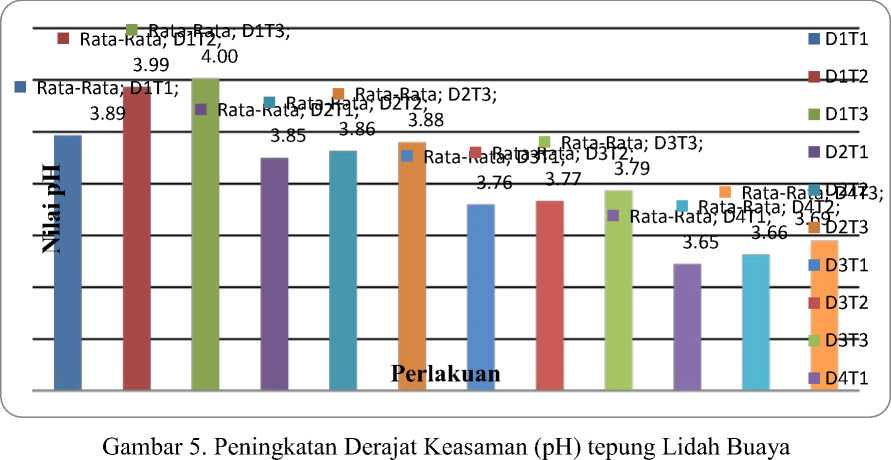 Rata-Rata; D1T1;
3.89
Rata-Rata; D1T2;
3.99
Rata-Rata; D1T3;
4.00
Rata-Rata; D2T1;
3.85
Rata-Rata; D2T2;
3.86
Rata-Rata; D2T3;
3.88
Rata-Rata; D3T1;
3.76
Rata-Rata; D3T2;
3.77
Rata-Rata; D3T3;
3.79
Rata-Rata; D4T1;
3.65
Rata-Rata; D4T2;
3.66
Rata-Rata; D4T3;
3.69
Nilai pH
Perlakuan
D1T1
D1T2
D1T3
D2T1
D2T2
D2T3
D3T1
D3T2
D3T3
D4T1
Gambar 5. Peningkatan Derajat Keasaman (pH) tepung Lidah Buaya